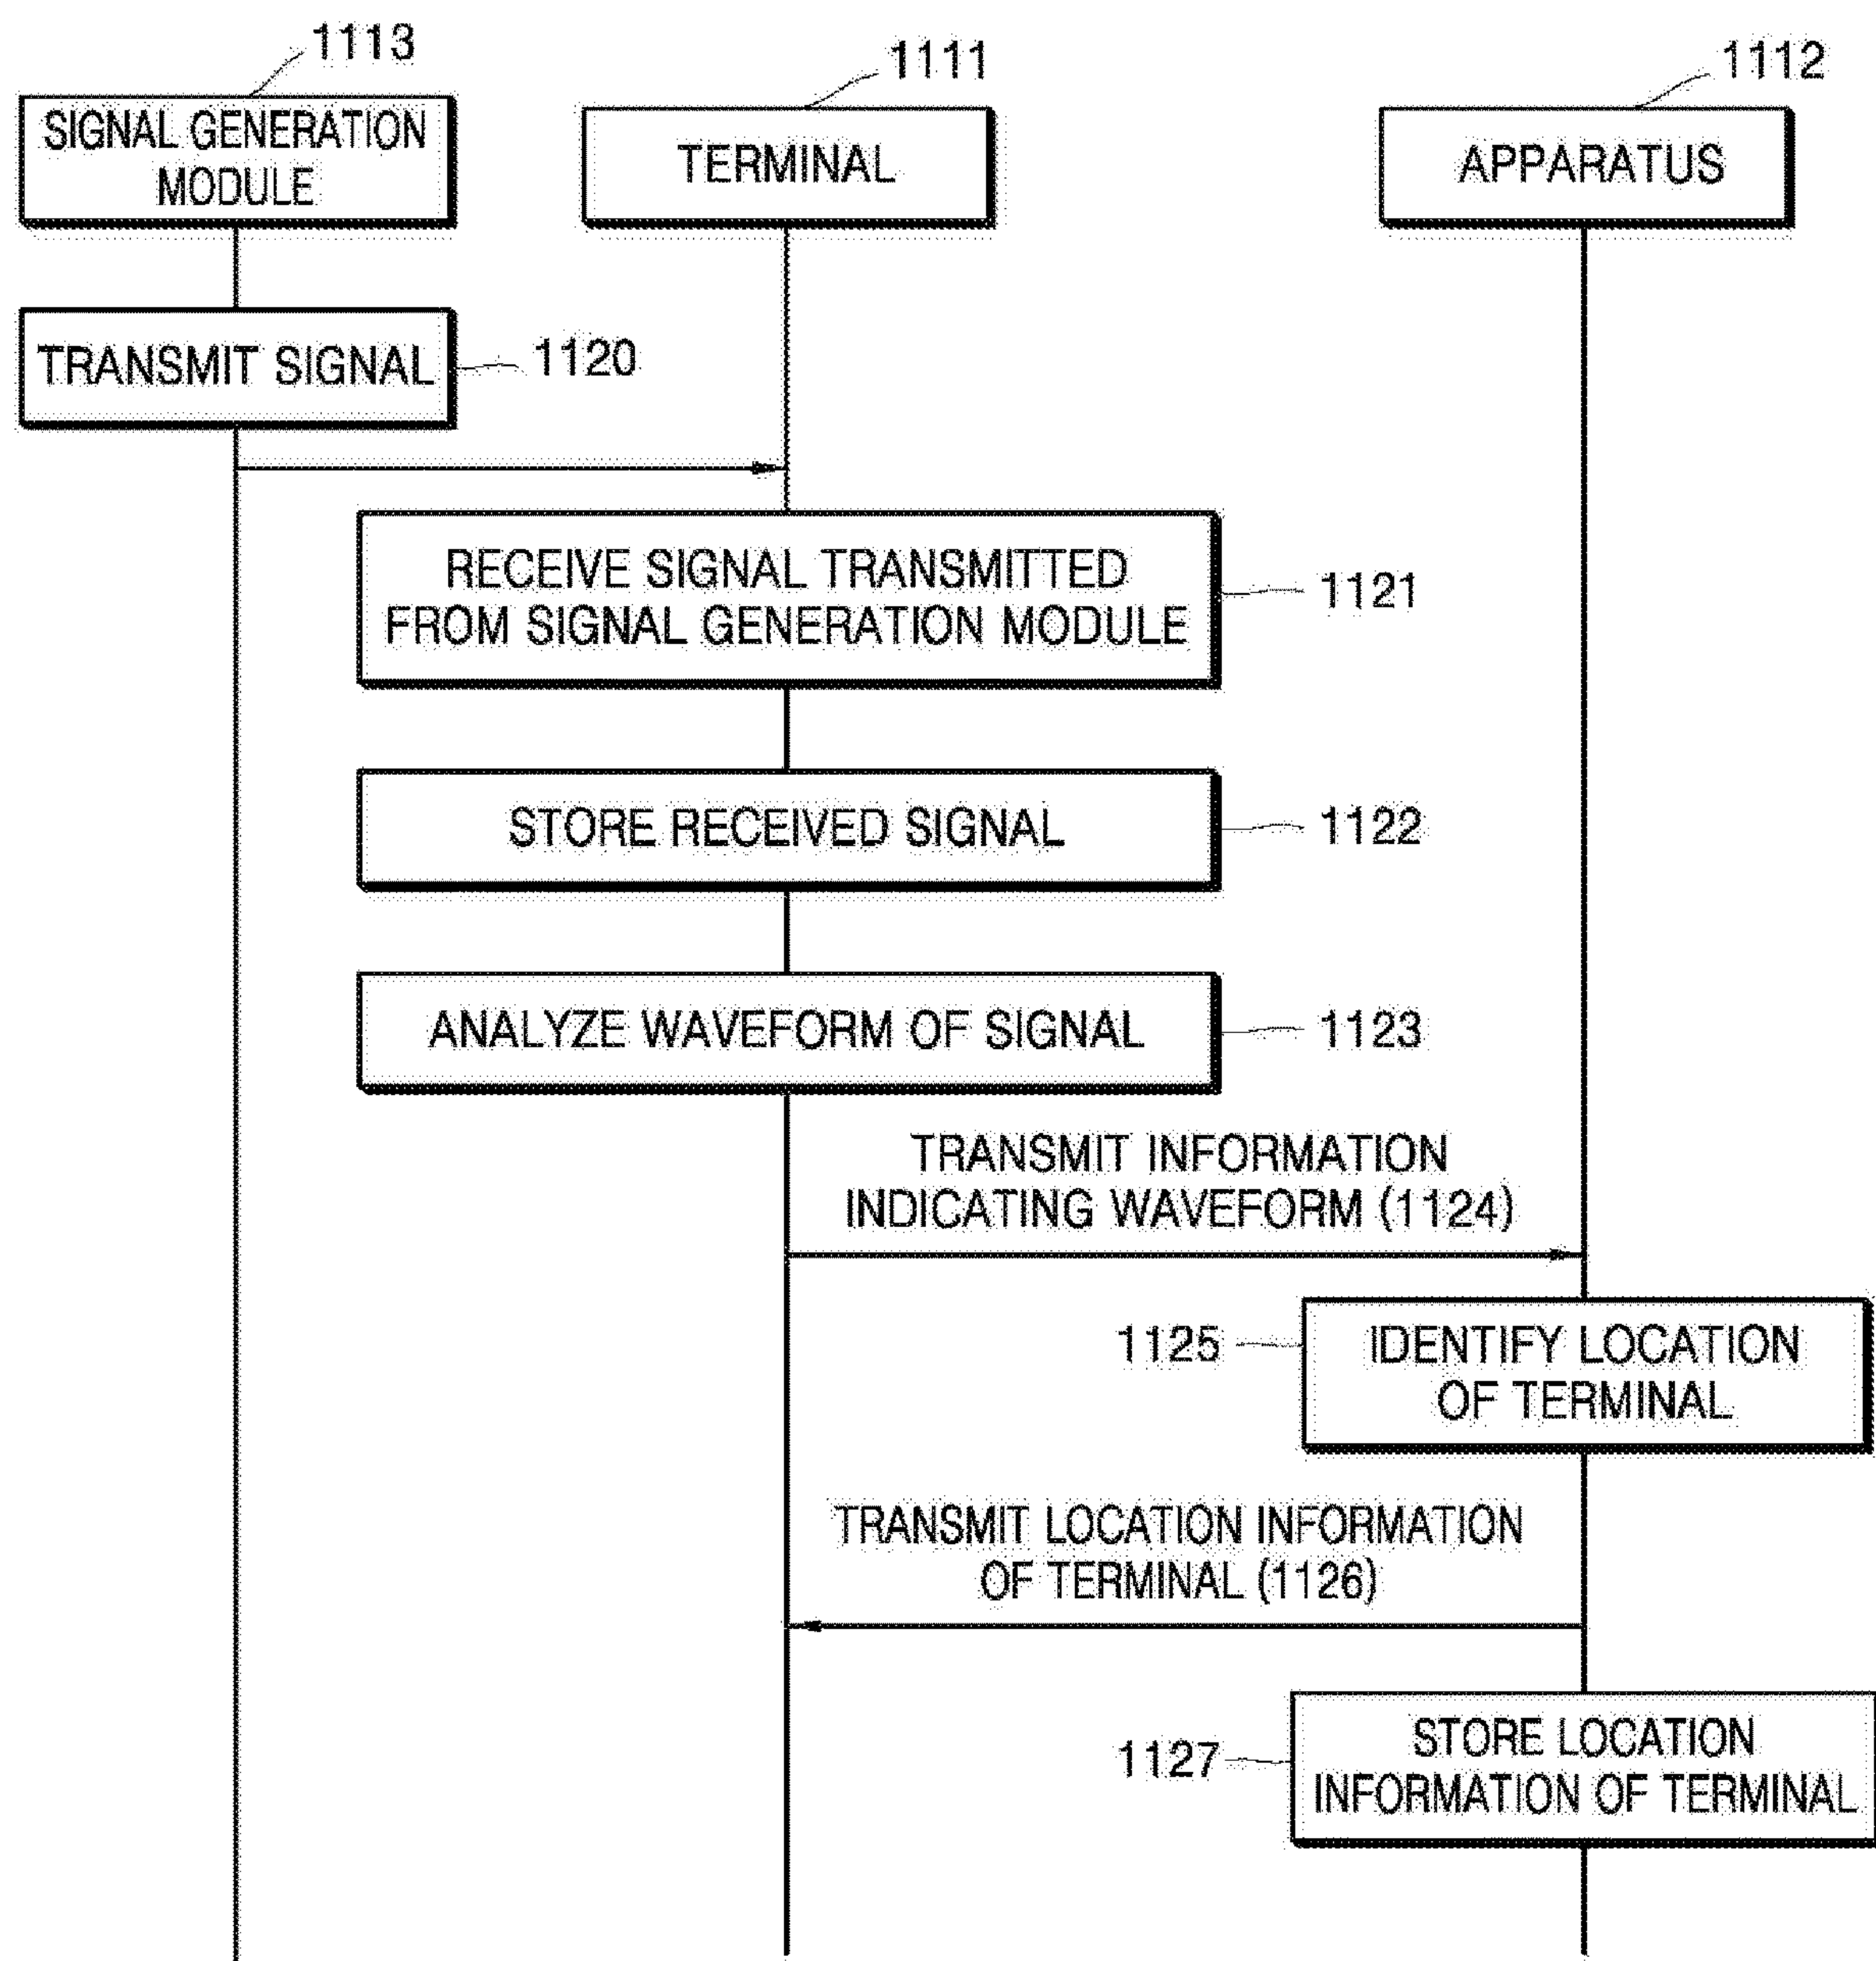 1113
1111
1112
SIGNAL GENERATION
MODULE
TERMINAL
APPARATUS
TRANSMIT SIGNAL
1120
RECEIVE SIGNAL TRANSMITTED
FROM SIGNAL GENERATION MODULE
1121
STORE RECEIVED SIGNAL
1122
ANALYZE WAVEFORM OF SIGNAL
1123
TRANSMIT INFORMATION
INDICATING WAVEFORM (1124)
1125
IDENTIFY LOCATION
OF TERMINAL
TRANSMIT LOCATION INFORMATION
OF TERMINAL (1126)
1127
STORE LOCATION
INFORMATION OF TERMINAL